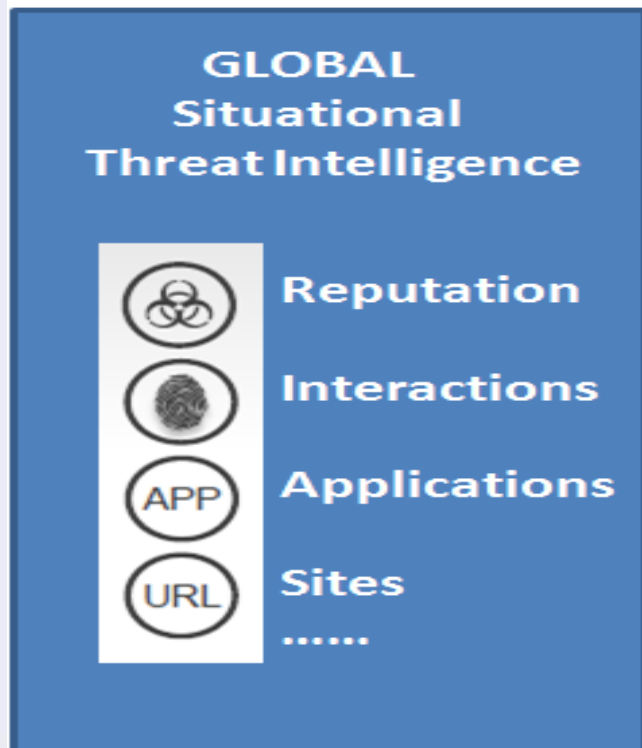 GLOBAL
Situational
Threat Intelligence
Reputation
Interactions
APP Applications
URL Sites
......